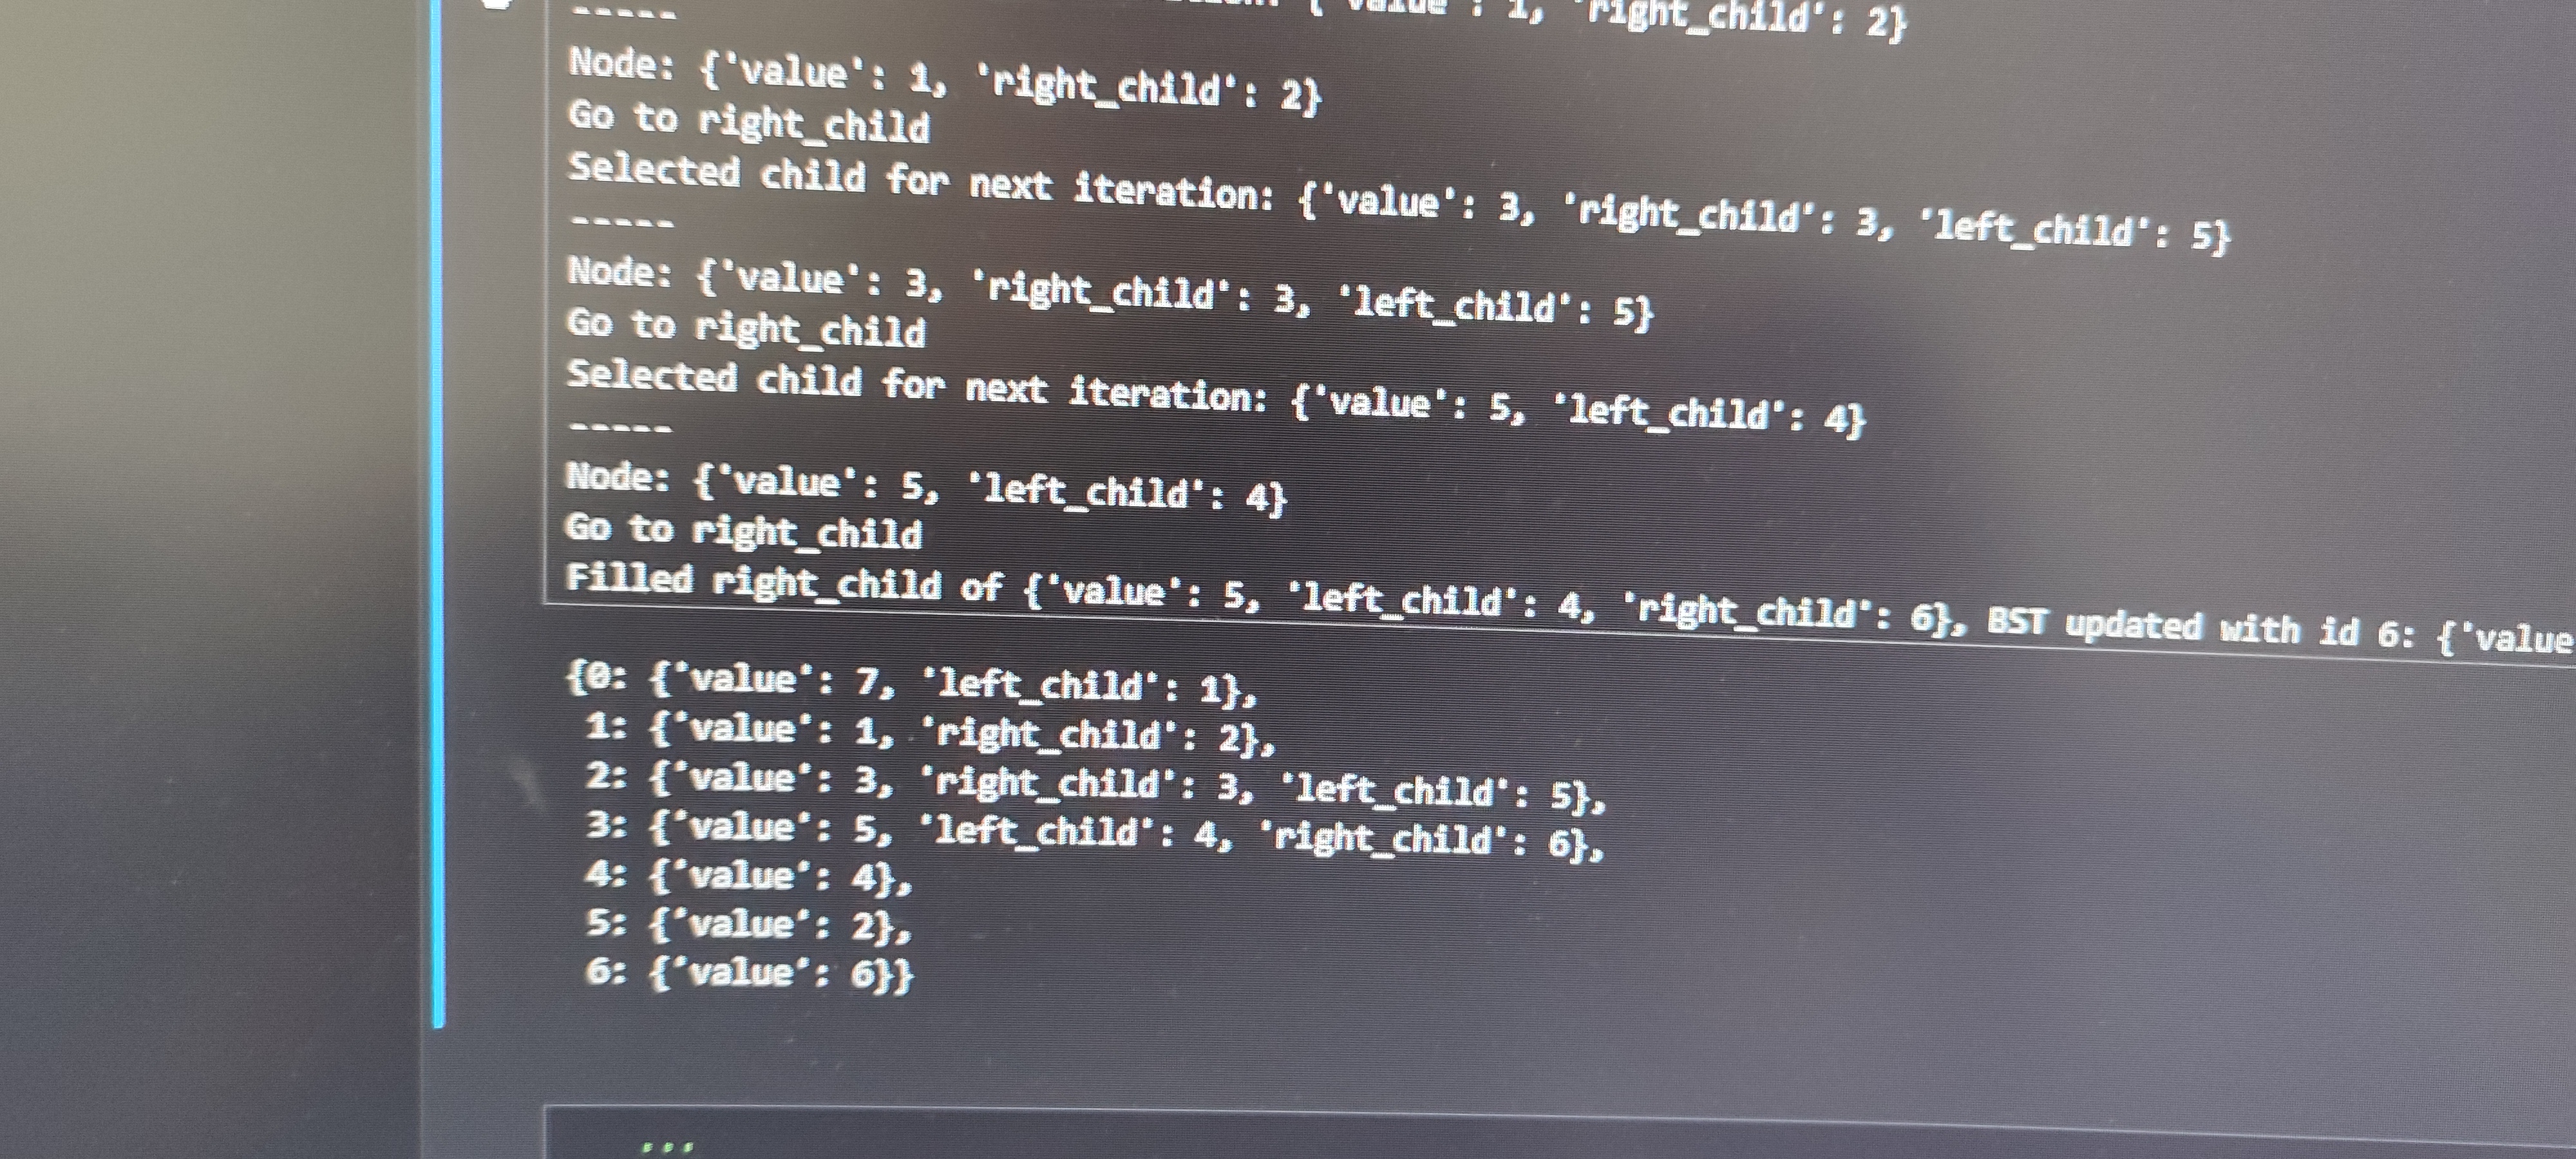 'value': 1, 'right_child': 2}
-----
Node: {'value': 1, 'right_child': 2}
Go to right_child
Selected child for next iteration: {'value': 3, 'right_child': 3, 'left_child': 5}
-----
Node: {'value': 3, 'right_child': 3, 'left_child': 5}
Go to right_child
Selected child for next iteration: {'value': 5, 'left_child': 4}
-----
Node: {'value': 5, 'left_child': 4}
Go to right_child
Filled right_child of {'value': 5, 'left_child': 4, 'right_child': 6}, BST updated with id 6: {'value
{0: {'value': 7, 'left_child': 1},
1: {'value': 1, 'right_child': 2},
2: {'value': 3, 'right_child': 3, 'left_child': 5},
3: {'value': 5, 'left_child': 4, 'right_child': 6},
4: {'value': 4},
5: {'value': 2},
6: {'value': 6}}